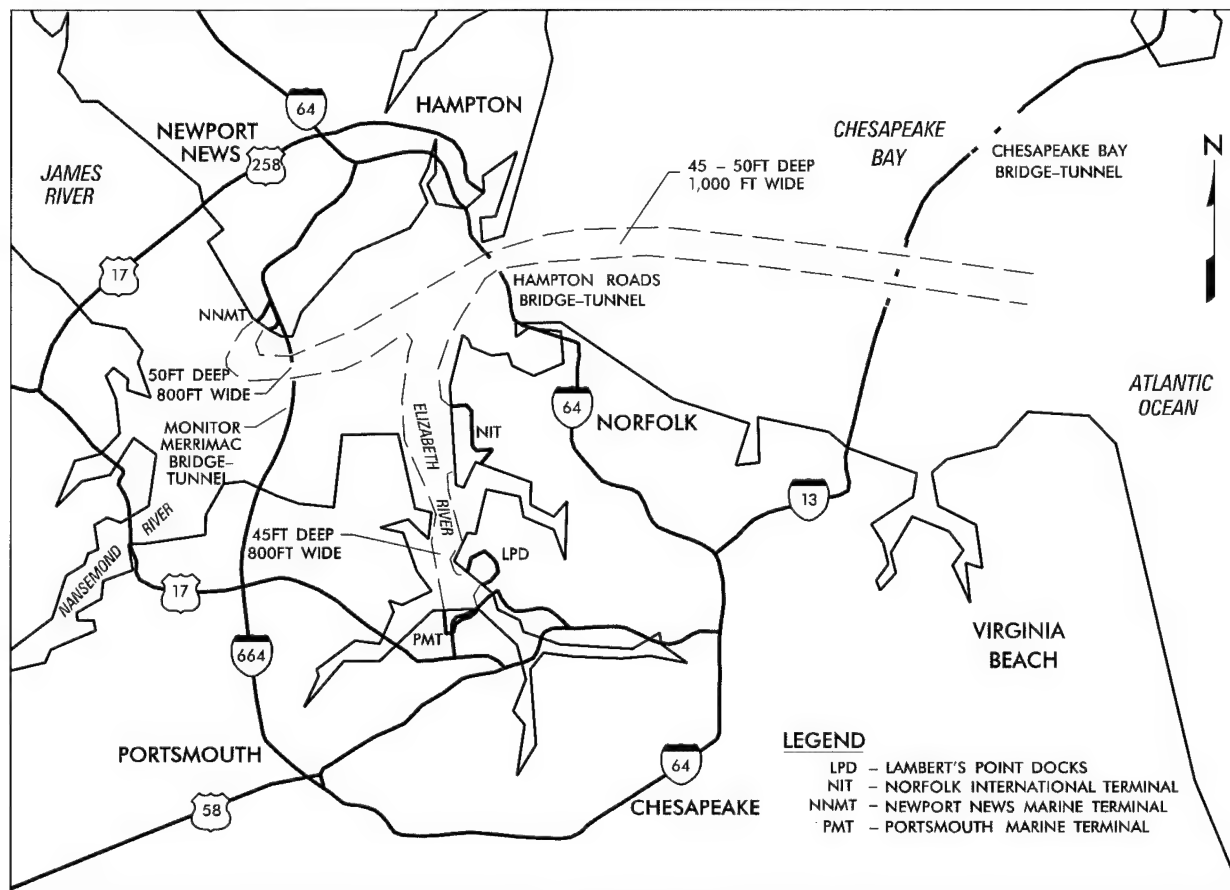 64
HAMPTON
NEWPORT
NEWS
258
JAMES
RIVER
17
CHESAPEAKE
BAY
CHESAPEAKE BAY
BRIDGE–TUNNEL
N
45 – 50FT DEEP
1,000 FT WIDE
HAMPTON ROADS
BRIDGE–TUNNEL
NNMT
50FT DEEP
800FT WIDE
MONITOR
MERRIMAC
BRIDGE–
TUNNEL
ELIZABETH
RIVER
NIT
64
NORFOLK
ATLANTIC
OCEAN
13
NANSEMOND RIVER
45FT DEEP
800FT WIDE
LPD
17
PMT
664
VIRGINIA
BEACH
PORTSMOUTH
58
64
CHESAPEAKE
LEGEND
LPD – LAMBERT'S POINT DOCKS
NIT – NORFOLK INTERNATIONAL TERMINAL
NNMT – NEWPORT NEWS MARINE TERMINAL
PMT – PORTSMOUTH MARINE TERMINAL